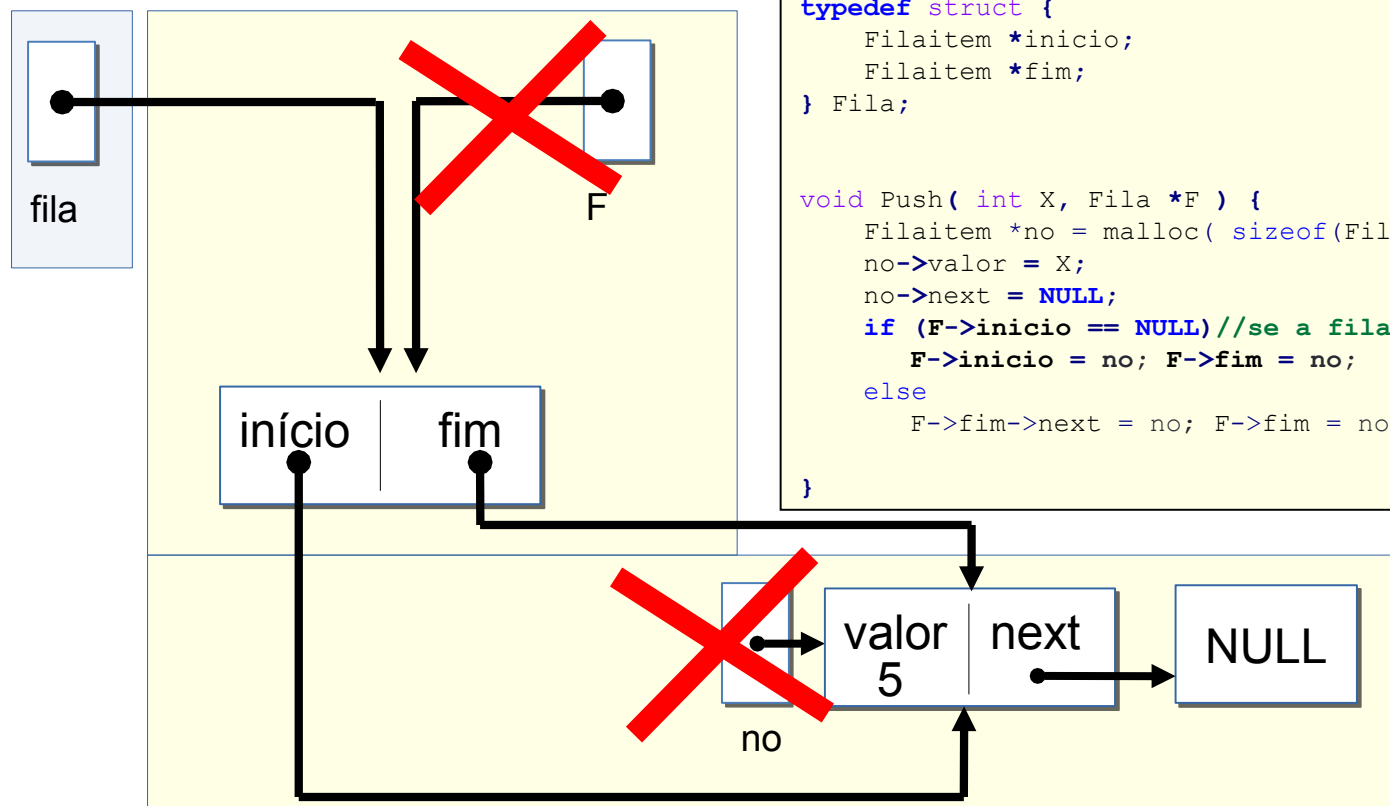 typedef struct {
Filaitem *inicio;
Filaitem *fim;
} Fila;
void Push( int X, Fila *F ) {
Filaitem *no = malloc( sizeof(Fil
no->valor = X;
no->next = NULL;
if (F->inicio == NULL)//se a fila
F->inicio = no; F->fim = no;
else
F->fim->next = no; F->fim = no
}
fila
F
início fim
valor next
5
NULL
no